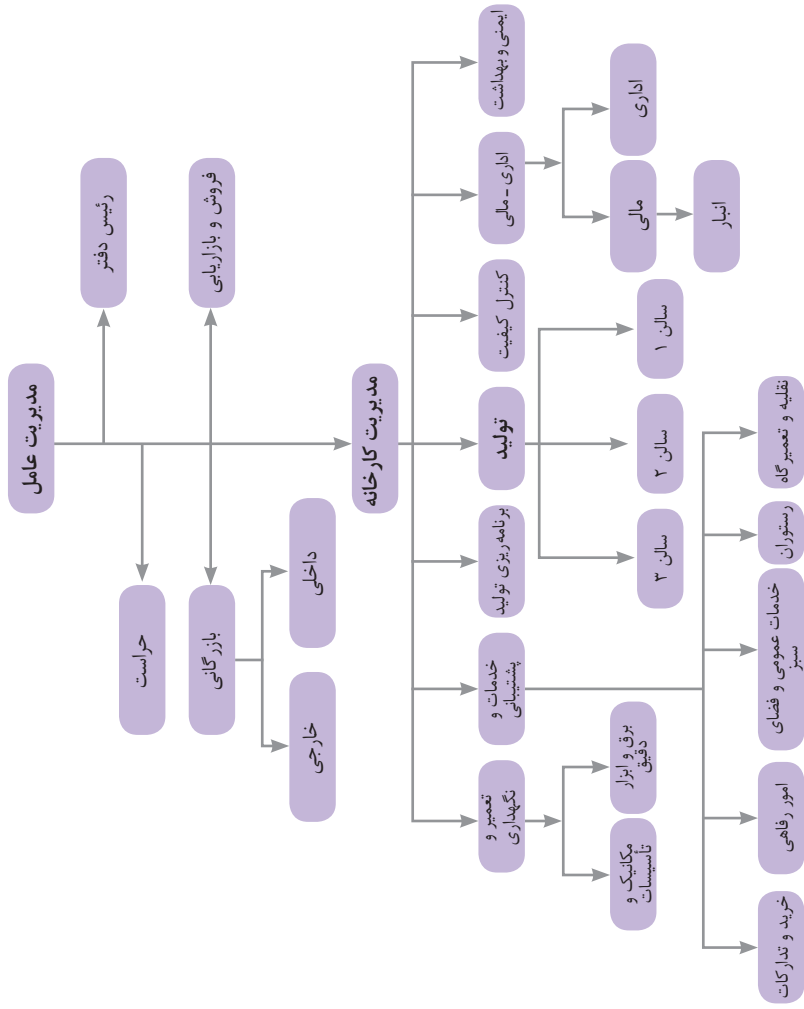 مدیریت عامل
رئیس دفتر
حراست
فروش و بازاریابی
بازرگانی
داخلی
خارجی
مدیریت کارخانه
ایمنی و بهداشت
اداری - مالی
کنترل کیفیت
تولید
برنامه ریزی تولید
خدمات و
پشتیبانی
تعمیر و
نگهداری
اداری
مالی
انبار
سالن ۱
سالن ۲
سالن ۳
برق و ابزار
دقیق
مکانیک و
تأسیسات
نقلیه و تعمیرگاه
رستوران
خدمات عمومی و فضای
سبز
امور رفاهی
خرید و تدارکات